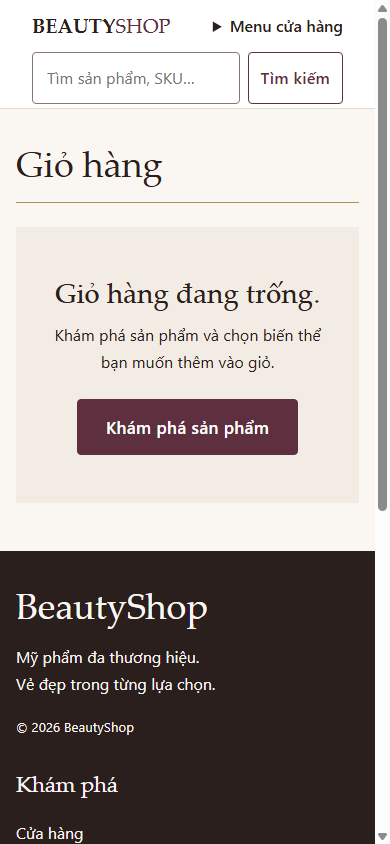 BEAUTYSHOP
▶ Menu cửa hàng
Tìm sản phẩm, SKU...
Tìm kiếm
Giỏ hàng
Giỏ hàng đang trống.
Khám phá sản phẩm và chọn biến thể
bạn muốn thêm vào giỏ.
Khám phá sản phẩm
BeautyShop
Mỹ phẩm đa thương hiệu.
Vẻ đẹp trong từng lựa chọn.
© 2026 BeautyShop
Khám phá
Cửa hàng